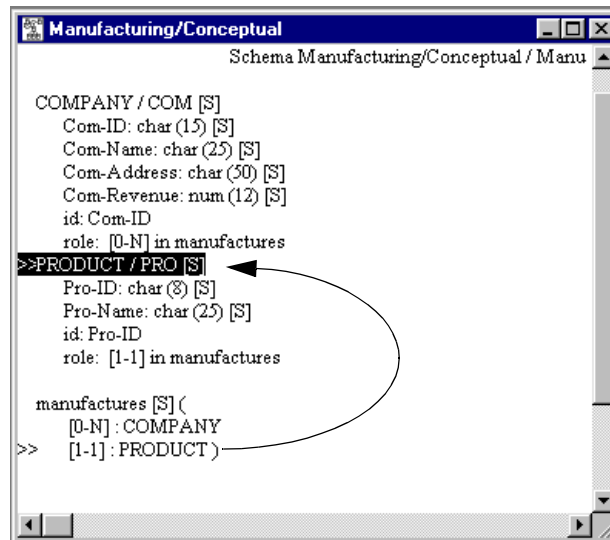 Manufacturing/Conceptual
Schema Manufacturing/Conceptual / Manu
COMPANY / COM [S]
Com-ID: char (15) [S]
Com-Name: char (25) [S]
Com-Address: char (50) [S]
Com-Revenue: num (12) [S]
id: Com-ID
role: [0-N] in manufactures
>>PRODUCT / PRO [S]
Pro-ID: char (8) [S]
Pro-Name: char (25) [S]
id: Pro-ID
role: [1-1] in manufactures
manufactures [S] (
[0-N] : COMPANY
>> [1-1] : PRODUCT )